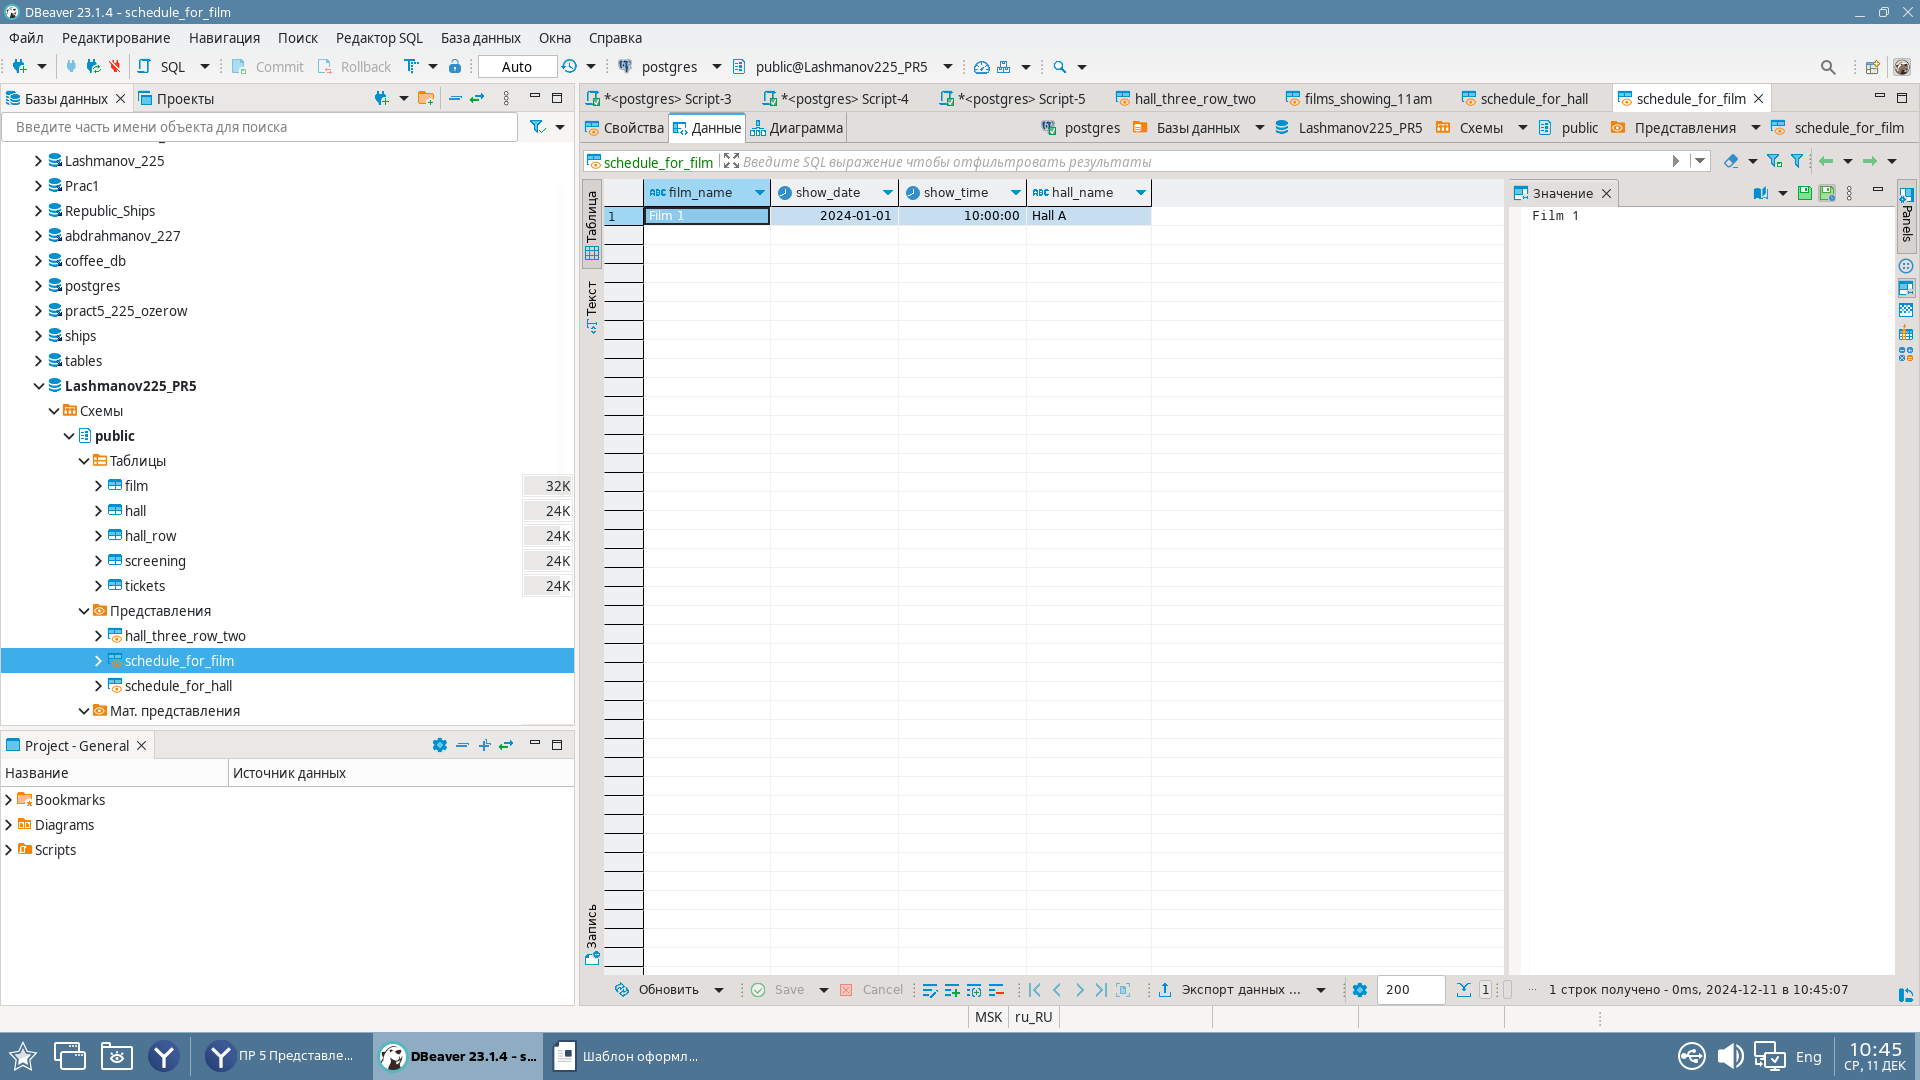 DBeaver 23.1.4 - schedule_for_film
Файл Редактирование Навигация Поиск Редактор SQL База данных Окна Справка
SQL Commit Rollback Auto postgres public@Lashmanov225_PR5
Базы данных Проекты
Введите часть имени объекта для поиска
Lashmanov_225
Prac1
Republic_Ships
abdrahmanov_227
coffee_db
postgres
pract5_225_ozerow
ships
tables
Lashmanov225_PR5
Схемы
public
Таблицы
film 32K
hall 24K
hall_row 24K
screening 24K
tickets 24K
Представления
hall_three_row_two
schedule_for_film
schedule_for_hall
Мат. представления
Project - General
Название Источник данных
Bookmarks
Diagrams
Scripts
*<postgres> Script-3 *<postgres> Script-4 *<postgres> Script-5 hall_three_row_two films_showing_11am schedule_for_hall schedule_for_film
Свойства Данные Диаграмма postgres Базы данных Lashmanov225_PR5 Схемы public Представления schedule_for_film
schedule_for_film Введите SQL выражение чтобы отфильтровать результаты
Таблица
Текст
Запись
ABC film_name show_date show_time ABC hall_name
1 Film 1 2024-01-01 10:00:00 Hall A
Значение
Film 1
Panels
Обновить Save Cancel Экспорт данных ... 200 1 ... 1 строк получено - 0ms, 2024-12-11 в 10:45:07
MSK ru_RU
ПР 5 Представле... DBeaver 23.1.4 - s... Шаблон оформл... Eng 10:45
СР, 11 ДЕК